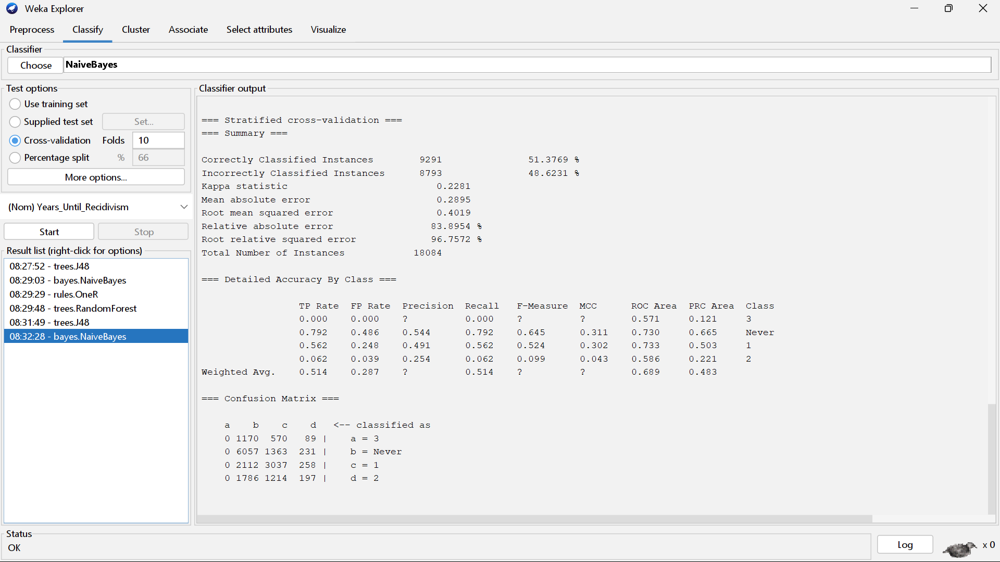 Weka Explorer
Preprocess Classify Cluster Associate Select attributes Visualize
Classifier
Choose NaiveBayes
Test options
Use training set
Supplied test set Set...
Cross-validation Folds 10
Percentage split % 66
More options...
(Nom) Years_Until_Recidivism
Start Stop
Result list (right-click for options)
08:27:52 - trees.J48
08:29:03 - bayes.NaiveBayes
08:29:29 - rules.OneR
08:29:48 - trees.RandomForest
08:31:49 - trees.J48
08:32:28 - bayes.NaiveBayes
Classifier output
=== Stratified cross-validation ===
=== Summary ===
Correctly Classified Instances 9291 51.3769 %
Incorrectly Classified Instances 8793 48.6231 %
Kappa statistic 0.2281
Mean absolute error 0.2895
Root mean squared error 0.4019
Relative absolute error 83.8954 %
Root relative squared error 96.7572 %
Total Number of Instances 18084
=== Detailed Accuracy By Class ===
TP Rate FP Rate Precision Recall F-Measure MCC ROC Area PRC Area Class
0.000 0.000 ? 0.000 ? ? 0.571 0.121 3
0.792 0.486 0.544 0.792 0.645 0.311 0.730 0.665 Never
0.562 0.248 0.491 0.562 0.524 0.302 0.733 0.503 1
0.062 0.039 0.254 0.062 0.099 0.043 0.586 0.221 2
Weighted Avg. 0.514 0.287 ? 0.514 ? ? 0.689 0.483
=== Confusion Matrix ===
a b c d <-- classified as
0 1170 570 89 | a = 3
0 6057 1363 231 | b = Never
0 2112 3037 258 | c = 1
0 1786 1214 197 | d = 2
Status
OK
Log
x 0